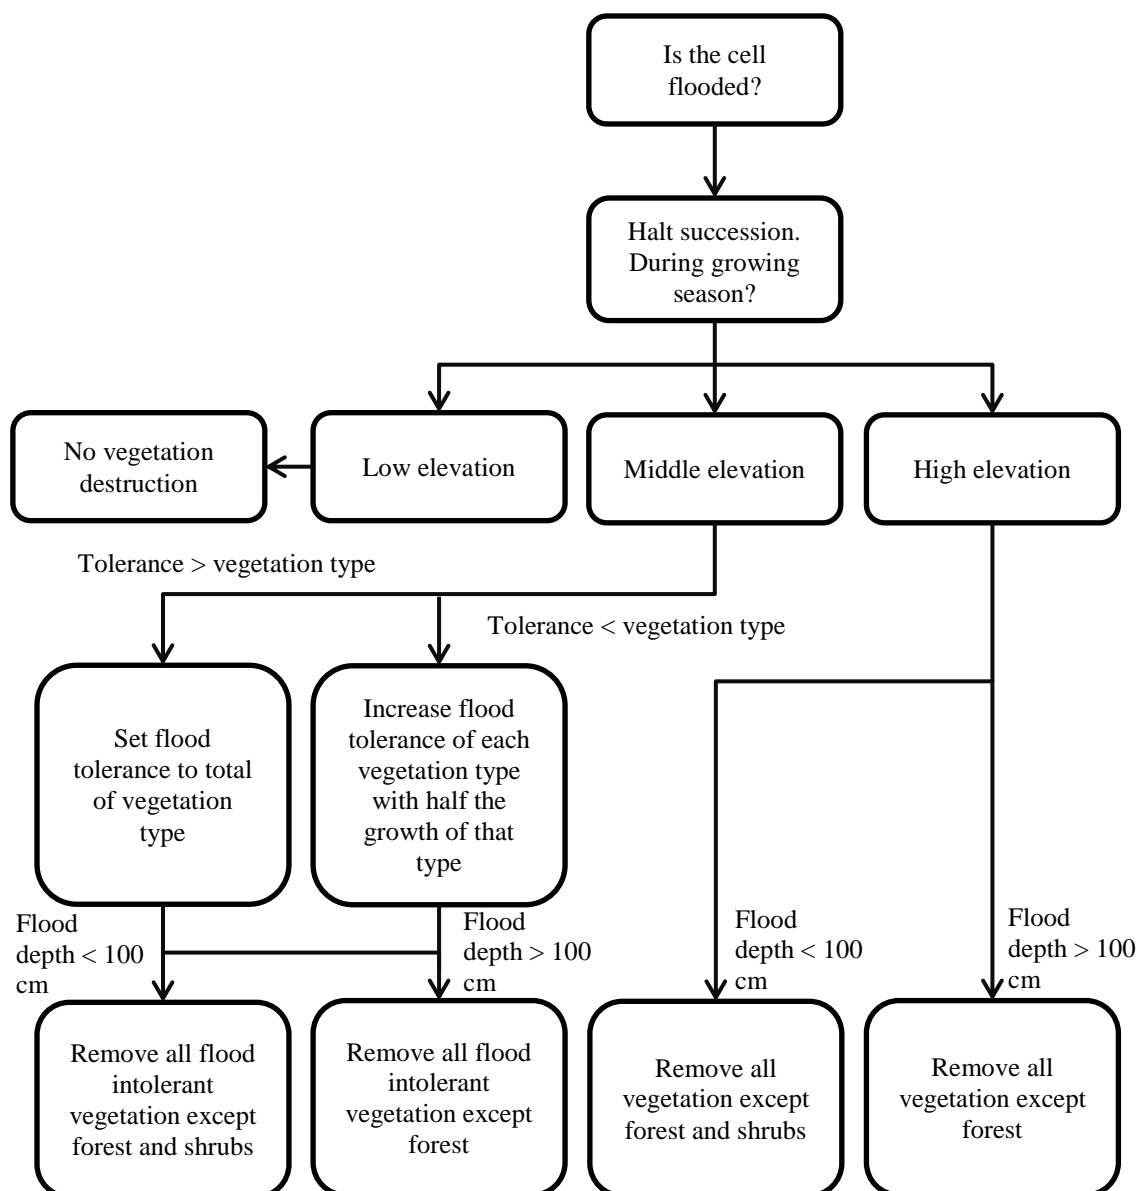 Is the cell
flooded?
Halt succession.
During growing
season?
No vegetation
destruction
Low elevation
Middle elevation
High elevation
Tolerance > vegetation type
Tolerance < vegetation type
Set flood
tolerance to total
of vegetation
type
Increase flood
tolerance of each
vegetation type
with half the
growth of that
type
Flood
depth < 100
cm
Flood
depth > 100
cm
Flood
depth < 100
cm
Flood
depth > 100
cm
Remove all flood
intolerant
vegetation except
forest and shrubs
Remove all flood
intolerant
vegetation except
forest
Remove all
vegetation except
forest and shrubs
Remove all
vegetation except
forest